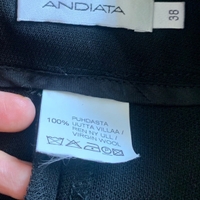 ANDIATA
38
PUHDASTA
100% UUTTA VILLAA /
REN NY ULL /
VIRGIN WOOL